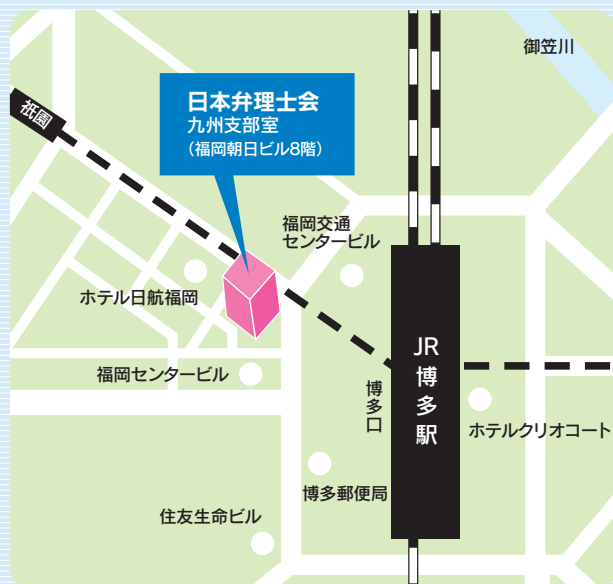 御笠川
祇園
日本弁理士会
九州支部室
（福岡朝日ビル8階）
福岡交通
センタービル
ホテル日航福岡
福岡センタービル
JR
博多駅
博多口
ホテルクリオコート
博多郵便局
住友生命ビル